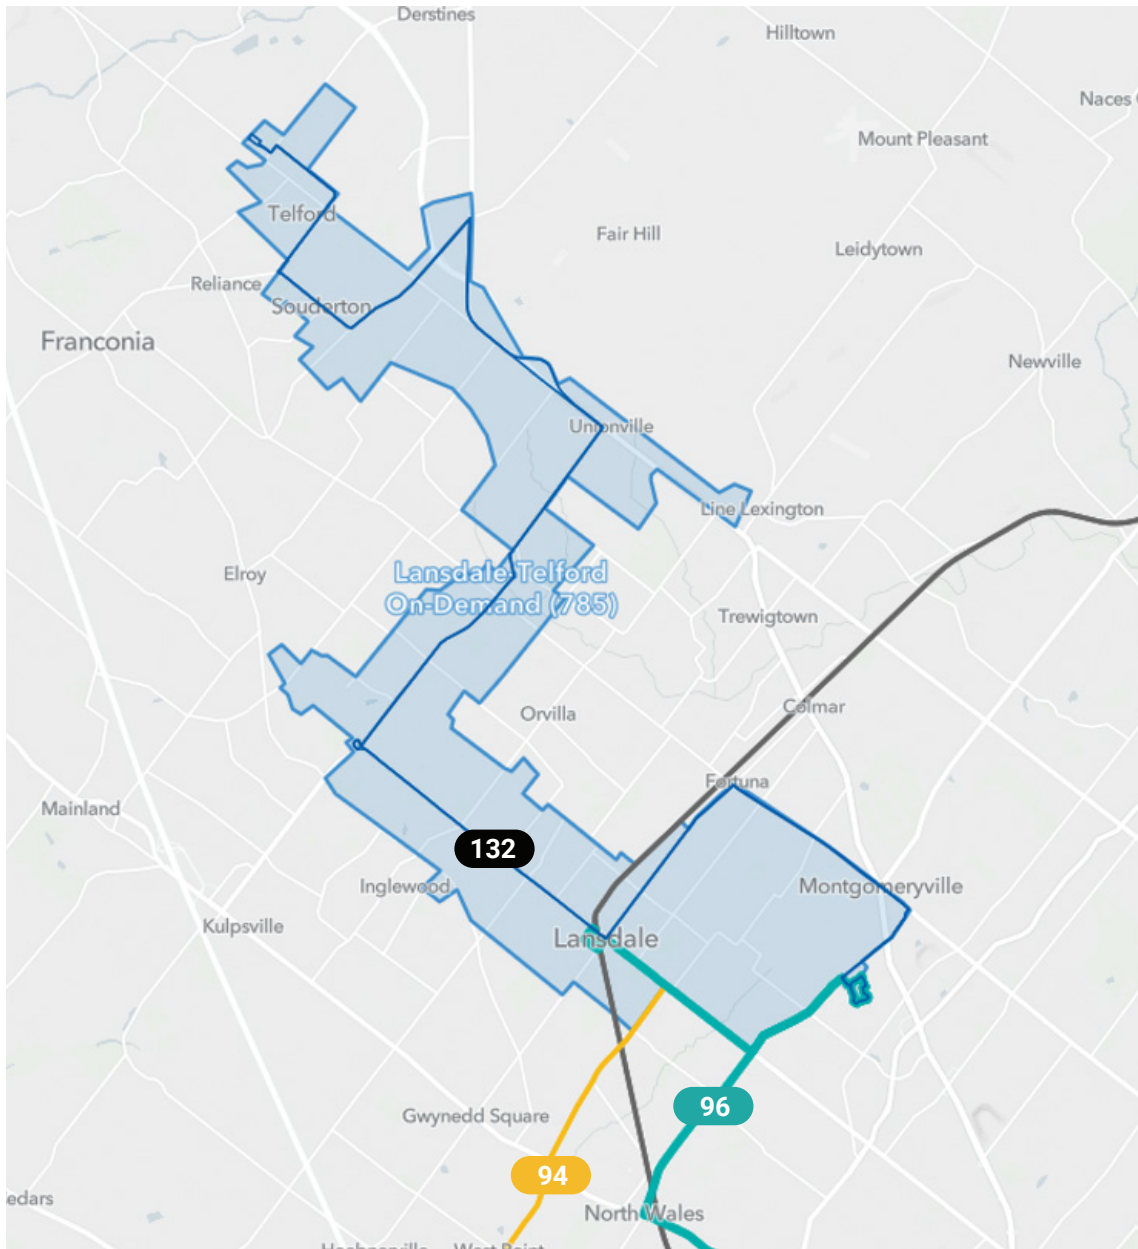 Derstines
Hilltown
Naces
Mount Pleasant
Telford
Fair Hill
Leidytown
Reliance
Souderton
Franconia
Newville
Unionville
Line Lexington
Elroy
Lansdale-Telford
On-Demand (785)
Trewigtown
Orvilla
Colmar
Fortuna
Mainland
132
Inglewood
Montgomeryville
Kulpsville
Lansdale
96
Gwynedd Square
94
edars
North Wales
West Point